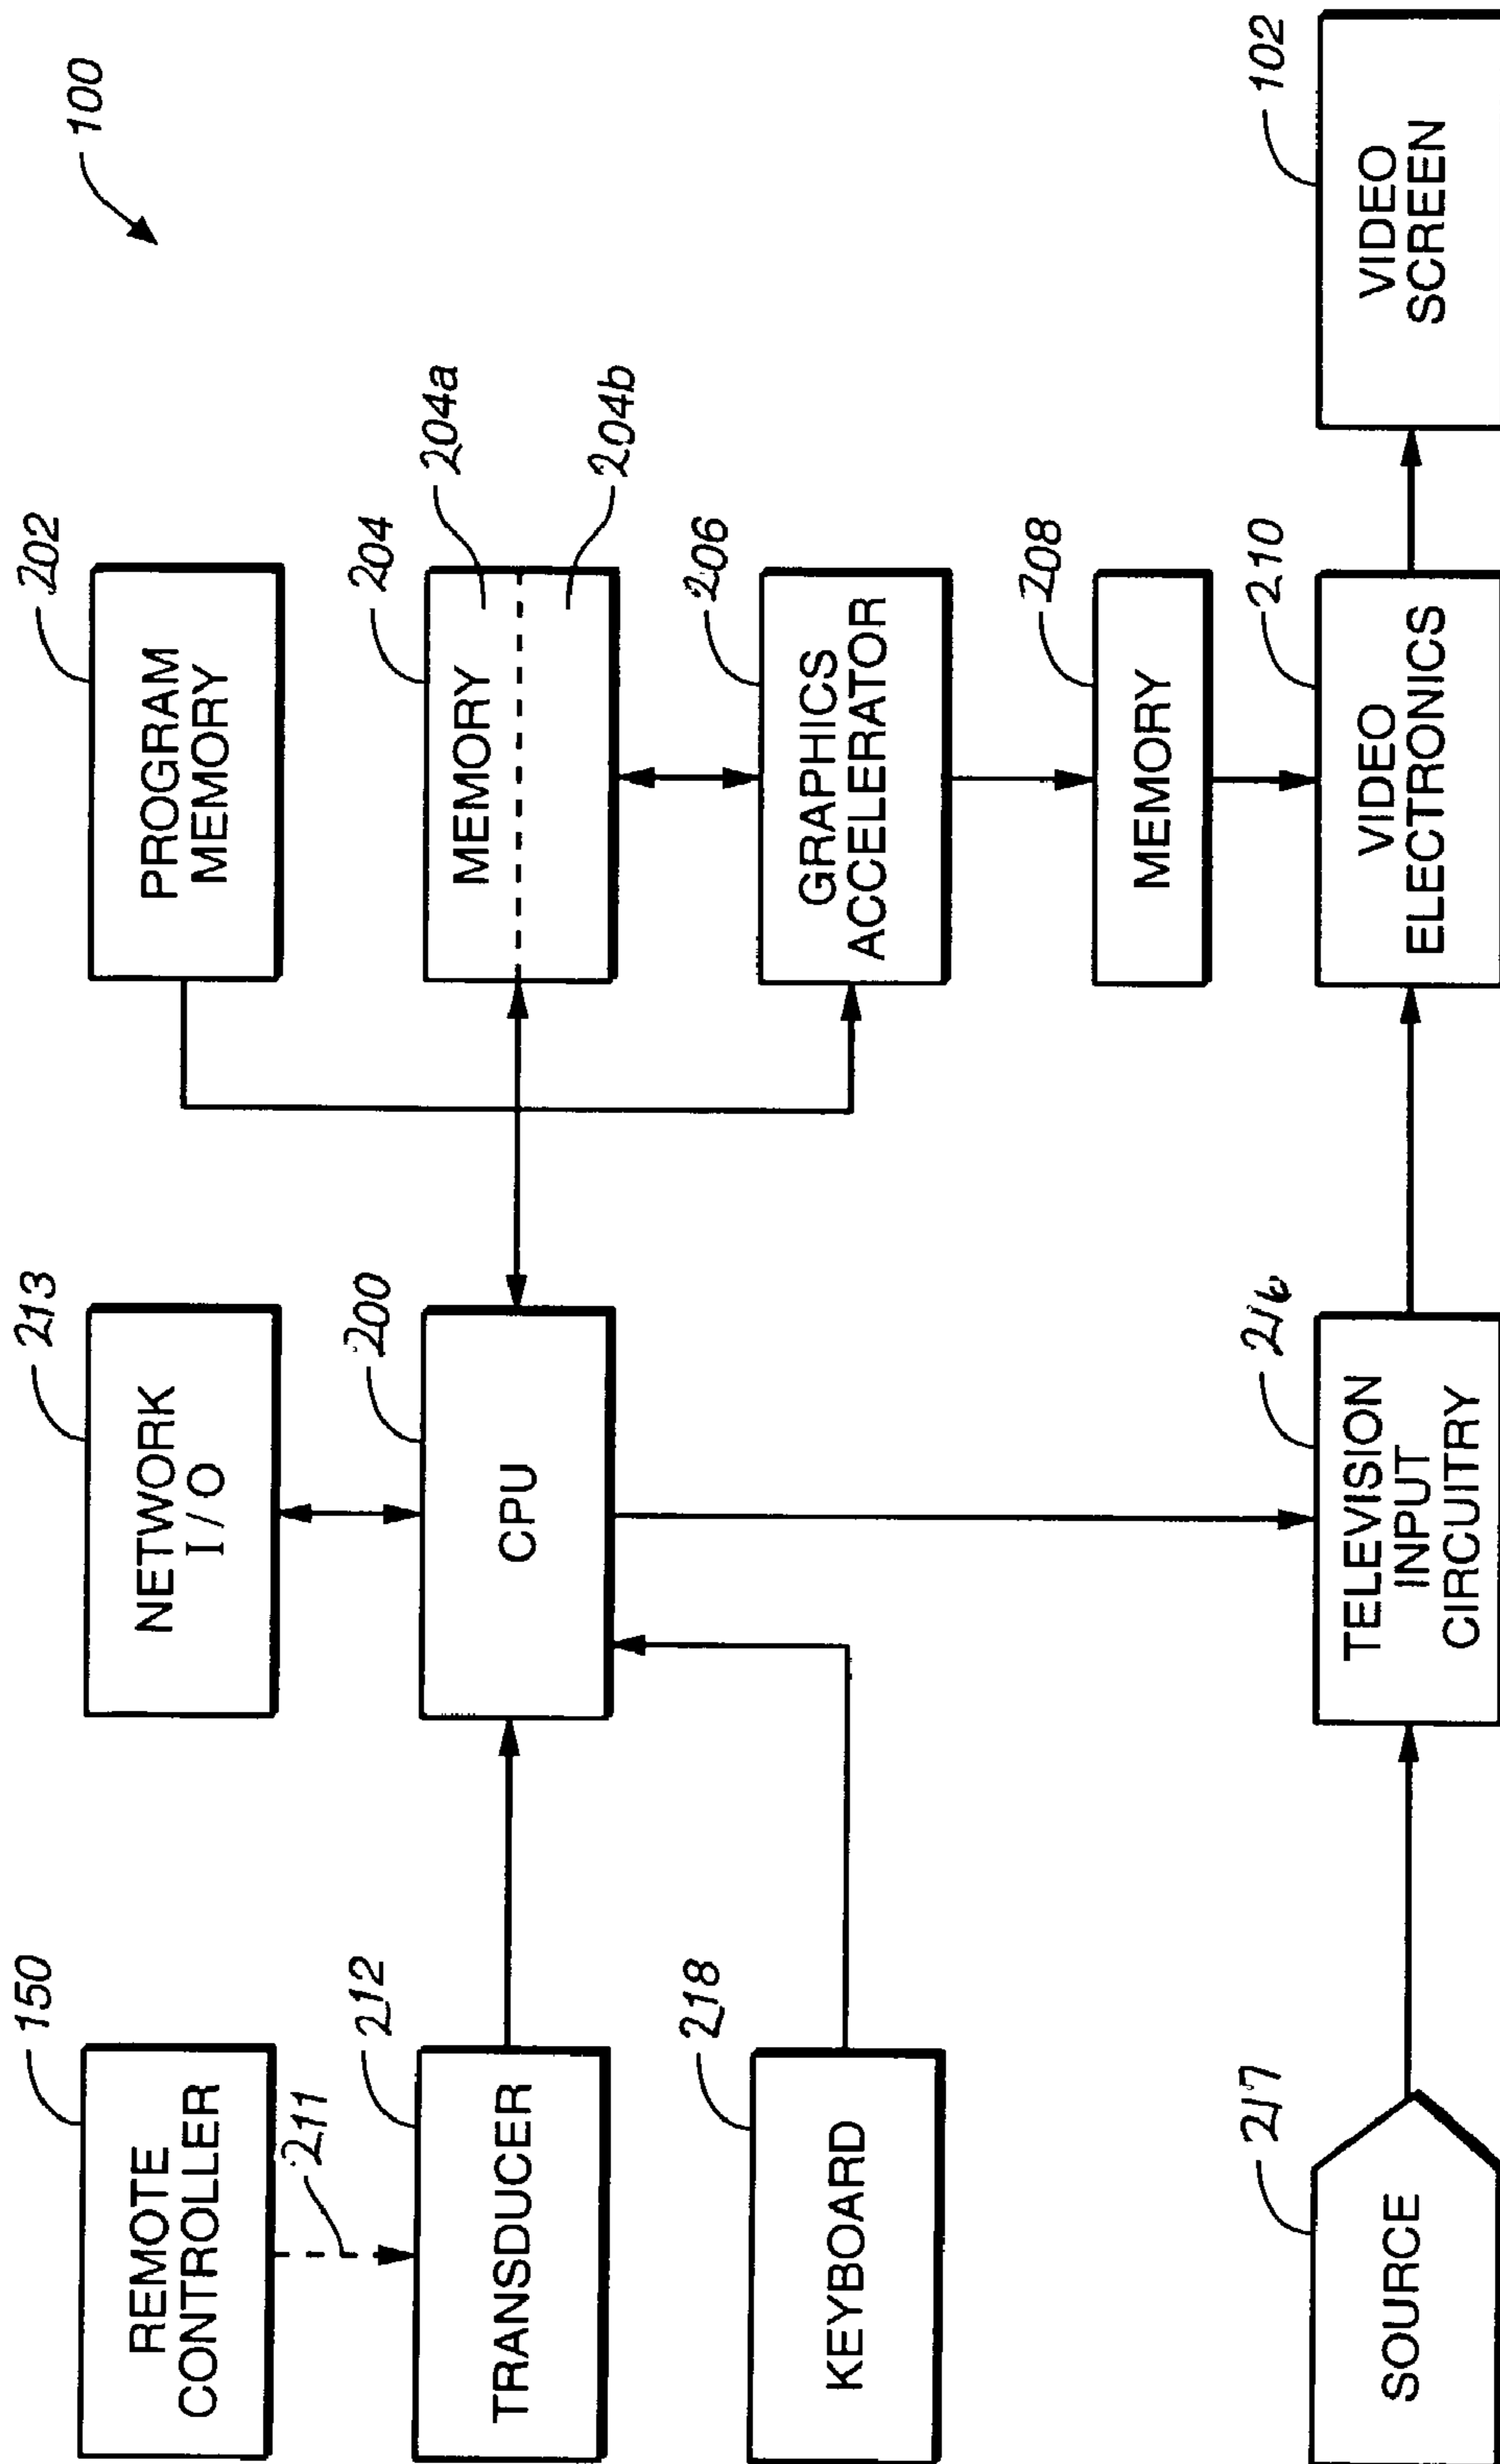 100
150
REMOTE
CONTROLLER
211
213
NETWORK
I/O
202
PROGRAM
MEMORY
212
TRANSDUCER
200
CPU
204
MEMORY
204a
204b
218
KEYBOARD
206
GRAPHICS
ACCELERATOR
208
MEMORY
217
SOURCE
216
TELEVISION
INPUT
CIRCUITRY
210
VIDEO
ELECTRONICS
102
VIDEO
SCREEN